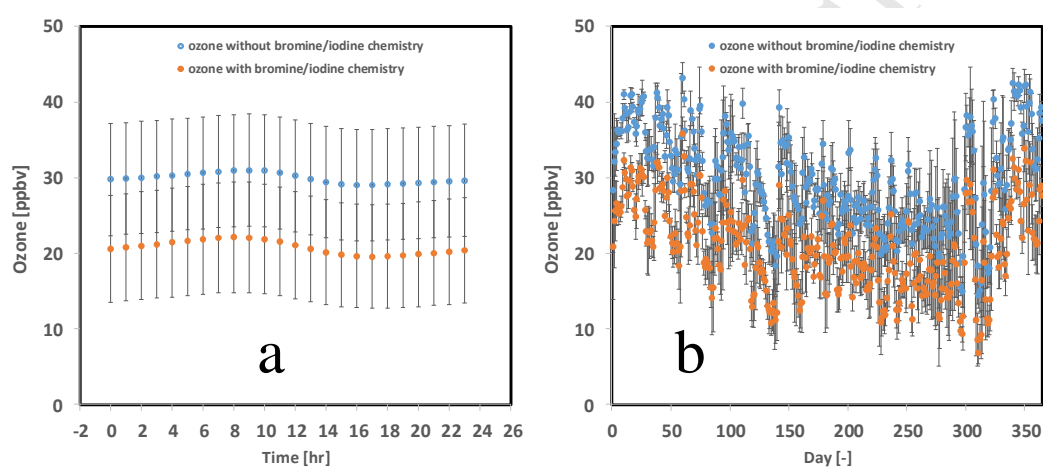 50
40
30
20
10
0
Ozone [ppbv]
ozone without bromine/iodine chemistry
ozone with bromine/iodine chemistry
a
-2 0 2 4 6 8 10 12 14 16 18 20 22 24 26
Time [hr]
50
40
30
20
10
0
Ozone [ppbv]
ozone without bromine/iodine chemistry
ozone with bromine/iodine chemistry
b
0 50 100 150 200 250 300 350
Day [-]